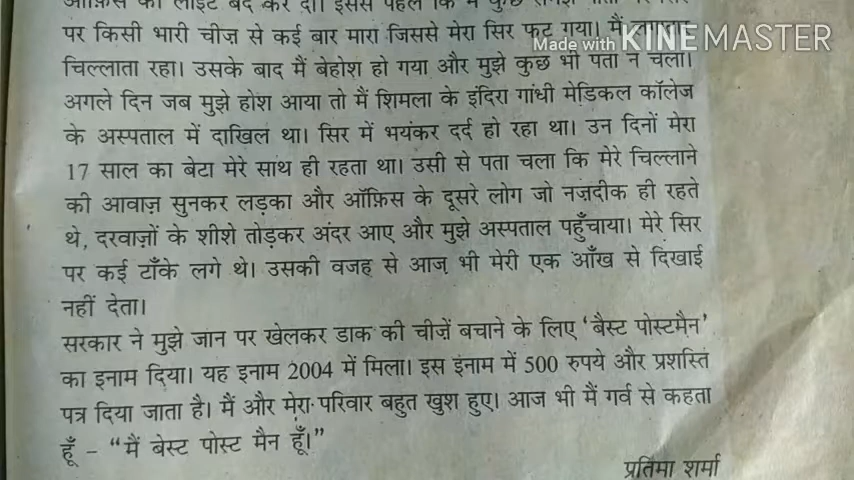 ऑफ़िस की लाईट बंद कर दी। इससे पहले कि मैं कुछ
पर किसी भारी चीज़ से कई बार मारा जिससे मेरा सिर फट गया। मैं लगातार
Made with KINEMASTER
चिल्लाता रहा। उसके बाद मैं बेहोश हो गया और मुझे कुछ भी पता न चला।
अगले दिन जब मुझे होश आया तो मैं शिमला के इंदिरा गांधी मेडिकल कॉलेज
के अस्पताल में दाखिल था। सिर में भयंकर दर्द हो रहा था। उन दिनों मेरा
17 साल का बेटा मेरे साथ ही रहता था। उसी से पता चला कि मेरे चिल्लाने
की आवाज़ सुनकर लड़का और ऑफ़िस के दूसरे लोग जो नज़दीक ही रहते
थे, दरवाज़ों के शीशे तोड़कर अंदर आए और मुझे अस्पताल पहुँचाया। मेरे सिर
पर कई टाँके लगे थे। उसकी वजह से आज भी मेरी एक आँख से दिखाई
नहीं देता।
सरकार ने मुझे जान पर खेलकर डाक की चीज़ें बचाने के लिए ‘बैस्ट पोस्टमैन’
का इनाम दिया। यह इनाम 2004 में मिला। इस इनाम में 500 रुपये और प्रशस्ति
पत्र दिया जाता है। मैं और मेरा परिवार बहुत खुश हुए। आज भी मैं गर्व से कहता
हूँ – “मैं बेस्ट पोस्ट मैन हूँ।”
प्रतिमा शर्मा